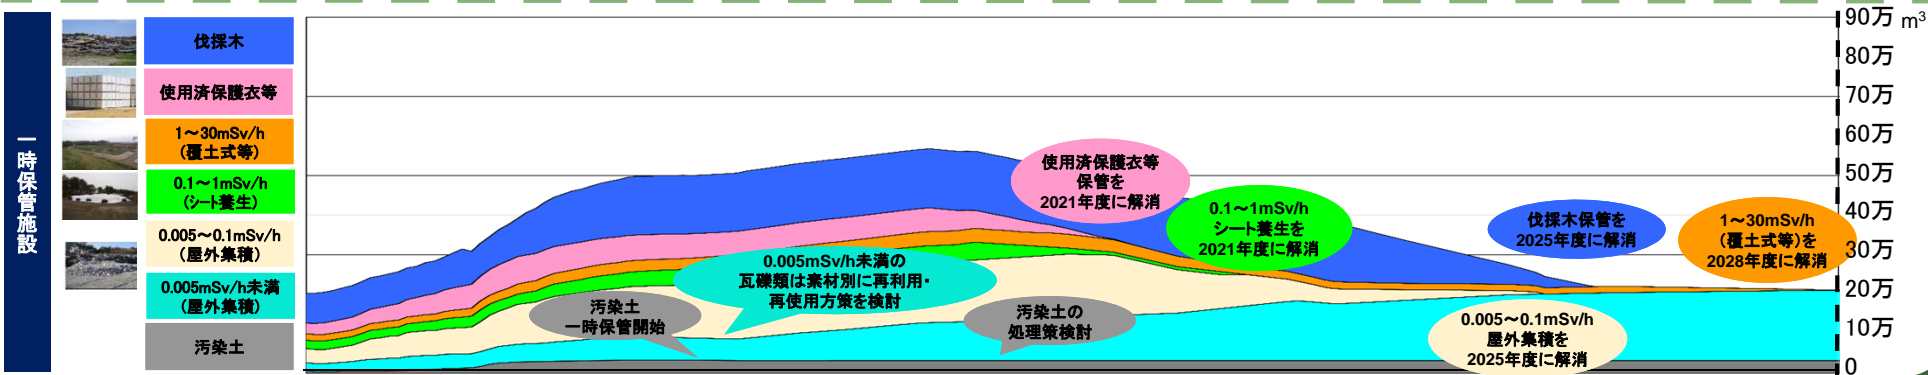 一時保管施設
伐採木
使用済保護衣等
1～30mSv/h
(覆土式等)
0.1～1mSv/h
(シート養生)
0.005～0.1mSv/h
(屋外集積)
0.005mSv/h未満
(屋外集積)
汚染土
汚染土
一時保管開始
0.005mSv/h未満の
瓦礫類は素材別に再利用・
再使用方策を検討
汚染土の
処理策検討
使用済保護衣等
保管を
2021年度に解消
0.1～1mSv/h
シート養生を
2021年度に解消
伐採木保管を
2025年度に解消
0.005～0.1mSv/h
屋外集積を
2025年度に解消
1～30mSv/h
(覆土式等)を
2028年度に解消
90万 m³
80万
70万
60万
50万
40万
30万
20万
10万
0